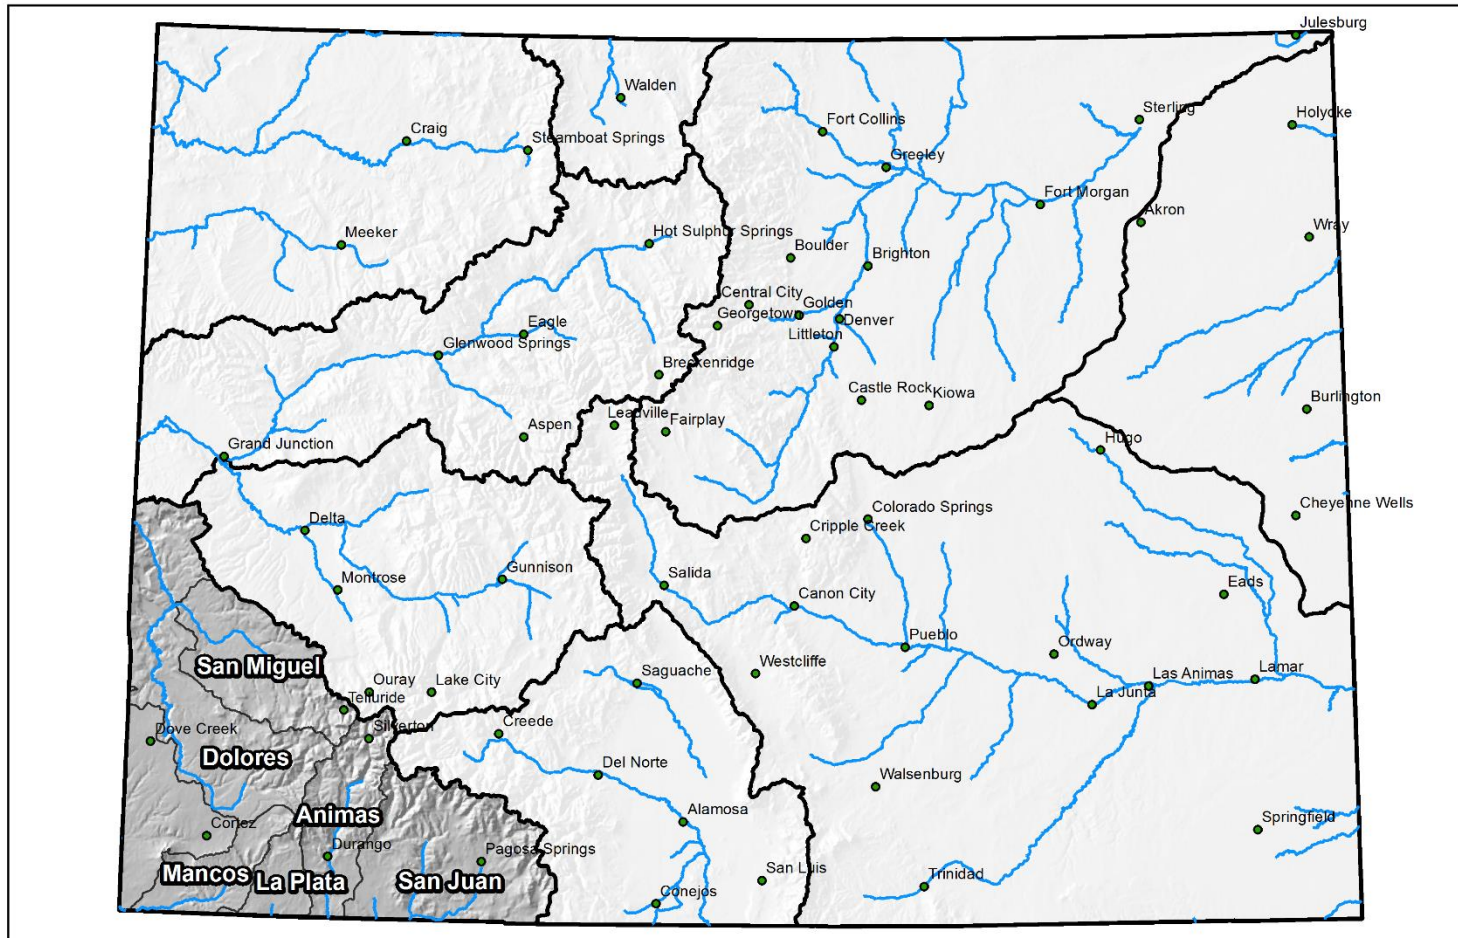 Julesburg
Walden
Sterling
Holyoke
Fort Collins
Craig
Steamboat Springs
Greeley
Fort Morgan
Akron
Wray
Meeker
Hot Sulphur Springs
Boulder
Brighton
Central City
Golden
Georgetown
Denver
Eagle
Littleton
Glenwood Springs
Breckenridge
Castle Rock
Kiowa
Burlington
Leadville
Fairplay
Aspen
Hugo
Grand Junction
Cheyenne Wells
Colorado Springs
Delta
Cripple Creek
Gunnison
Montrose
Salida
Eads
Canon City
Pueblo
Ordway
San Miguel
Westcliffe
Saguache
Las Animas
Lamar
Ouray
Lake City
Telluride
La Junta
Silverton
Creede
Dove Creek
Dolores
Del Norte
Walsenburg
Animas
Alamosa
Springfield
Cortez
Durango
Pagosa Springs
Mancos
La Plata
San Juan
San Luis
Trinidad
Conejos